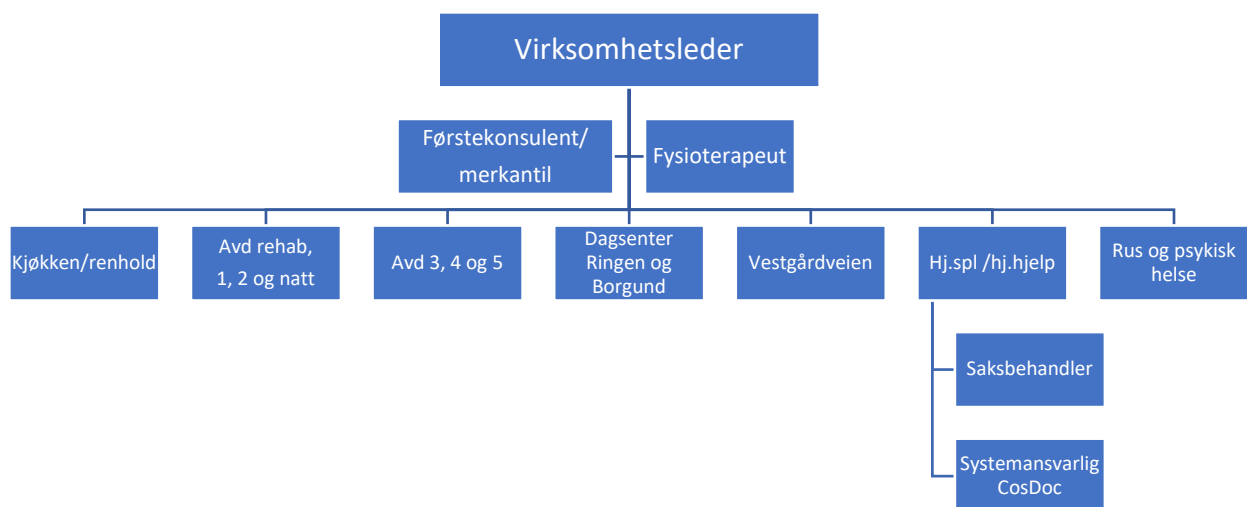 Virksomhetsleder
Førstekonsulent/
merkantil
Fysioterapeut
Kjøkken/renhold
Avd rehab,
1, 2 og natt
Avd 3, 4 og 5
Dagsenter
Ringen og
Borgund
Vestgårdveien
Hj.spl /hj.hjelp
Rus og psykisk
helse
Saksbehandler
Systemansvarlig
CosDoc